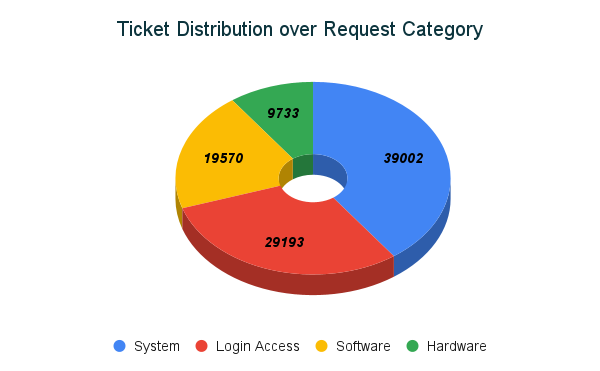 Ticket Distribution over Request Category
9733
19570
39002
29193
System
Login Access
Software
Hardware